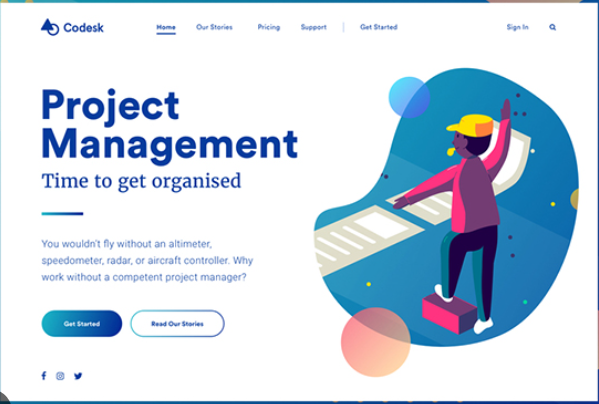 Codesk
Home Our Stories Pricing Support Get Started Sign In
Project
Management
Time to get organised
You wouldn't fly without an altimeter,
speedometer, radar, or aircraft controller. Why
work without a competent project manager?
Get Started Read Our Stories